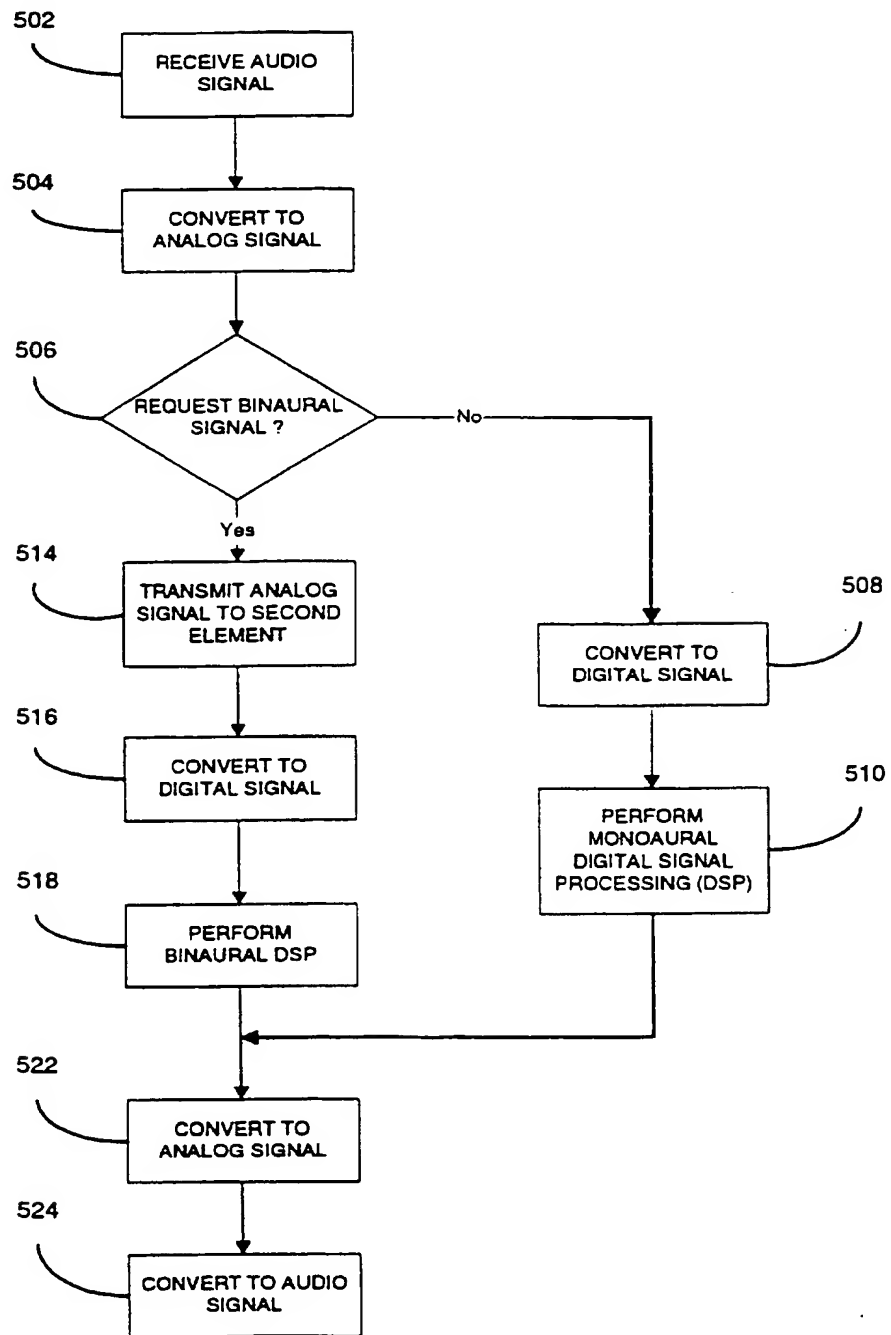 502
RECEIVE AUDIO
SIGNAL
504
CONVERT TO
ANALOG SIGNAL
506
REQUEST BINAURAL
SIGNAL ?
No
Yes
514
TRANSMIT ANALOG
SIGNAL TO SECOND
ELEMENT
508
CONVERT TO
DIGITAL SIGNAL
516
CONVERT TO
DIGITAL SIGNAL
510
PERFORM
MONOAURAL
DIGITAL SIGNAL
PROCESSING (DSP)
518
PERFORM
BINAURAL DSP
522
CONVERT TO
ANALOG SIGNAL
524
CONVERT TO AUDIO
SIGNAL